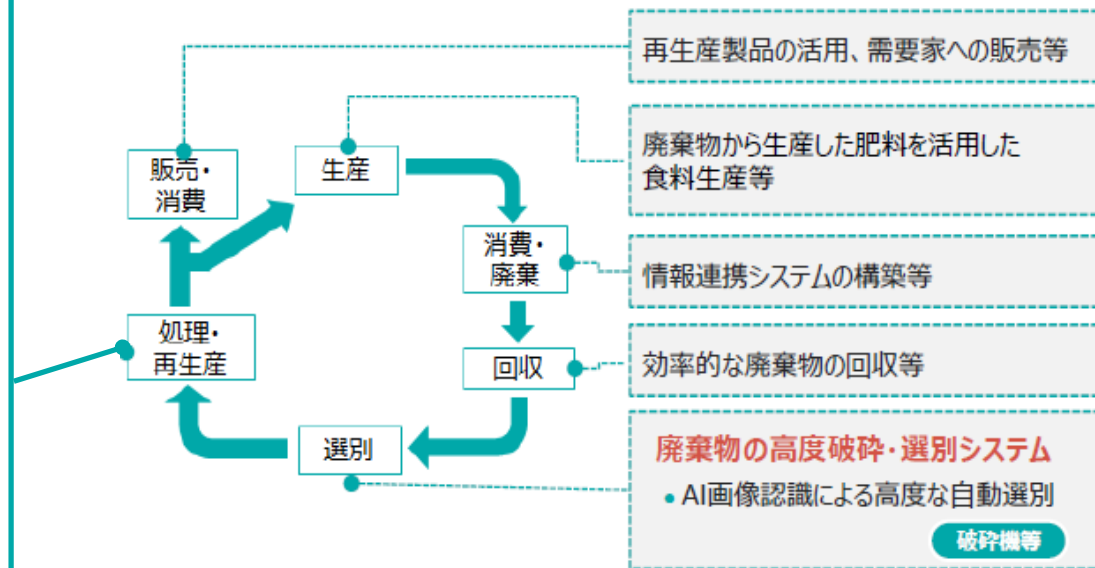 再生産製品の活用、需要家への販売等
廃棄物から生産した肥料を活用した
食料生産等
販売・
消費
生産
消費・
廃棄
情報連携システムの構築等
処理・
再生産
回収
効率的な廃棄物の回収等
選別
廃棄物の高度破砕・選別システム
• AI画像認識による高度な自動選別
破砕機等